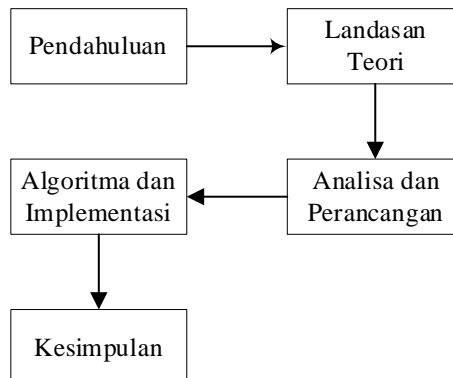 Pendahuluan
Landasan
Teori
Analisa dan
Perancangan
Algoritma dan
Implementasi
Kesimpulan